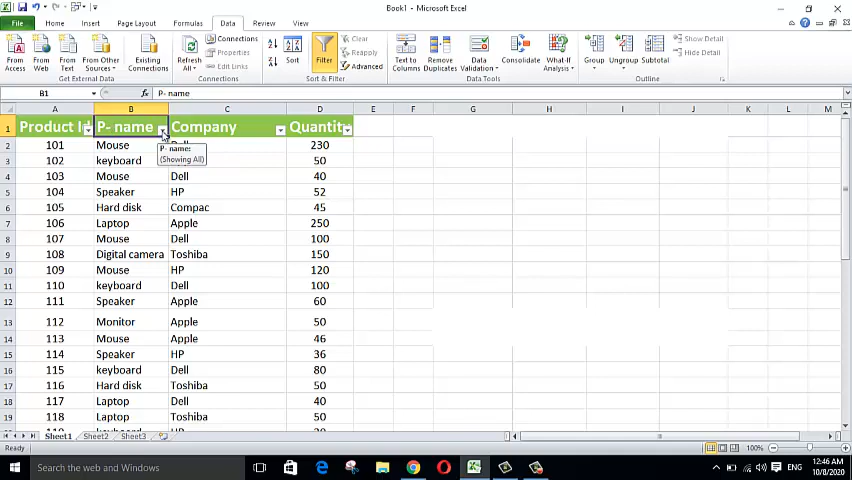 Book1 - Microsoft Excel
File Home Insert Page Layout Formulas Data Review View
From Access
From Web
From Text
From Other Sources
Existing Connections
Refresh All
Connections
Properties
Edit Links
Sort
Filter
Clear
Reapply
Advanced
Text to Columns
Remove Duplicates
Data Validation
Consolidate
What-If Analysis
Group
Ungroup
Subtotal
Show Detail
Hide Detail
Get External Data Connections Sort & Filter Data Tools Outline
B1 fx P- name
A B C D E F G H I J K L M
1 Product Id P- name Company Quantity
2 101 Mouse Dell 230
3 102 keyboard 50
P- name:
(Showing All)
4 103 Mouse Dell 40
5 104 Speaker HP 52
6 105 Hard disk Compac 45
7 106 Laptop Apple 250
8 107 Mouse Dell 100
9 108 Digital camera Toshiba 150
10 109 Mouse HP 120
11 110 keyboard Dell 100
12 111 Speaker Apple 60
13 112 Monitor Apple 50
14 113 Mouse Apple 46
15 114 Speaker HP 36
16 115 keyboard Dell 80
17 116 Hard disk Toshiba 50
18 117 Laptop Dell 40
19 118 Laptop Toshiba 50
Sheet1 Sheet2 Sheet3
Ready 100%
Search the web and Windows
ENG
12:46 AM
10/8/2020